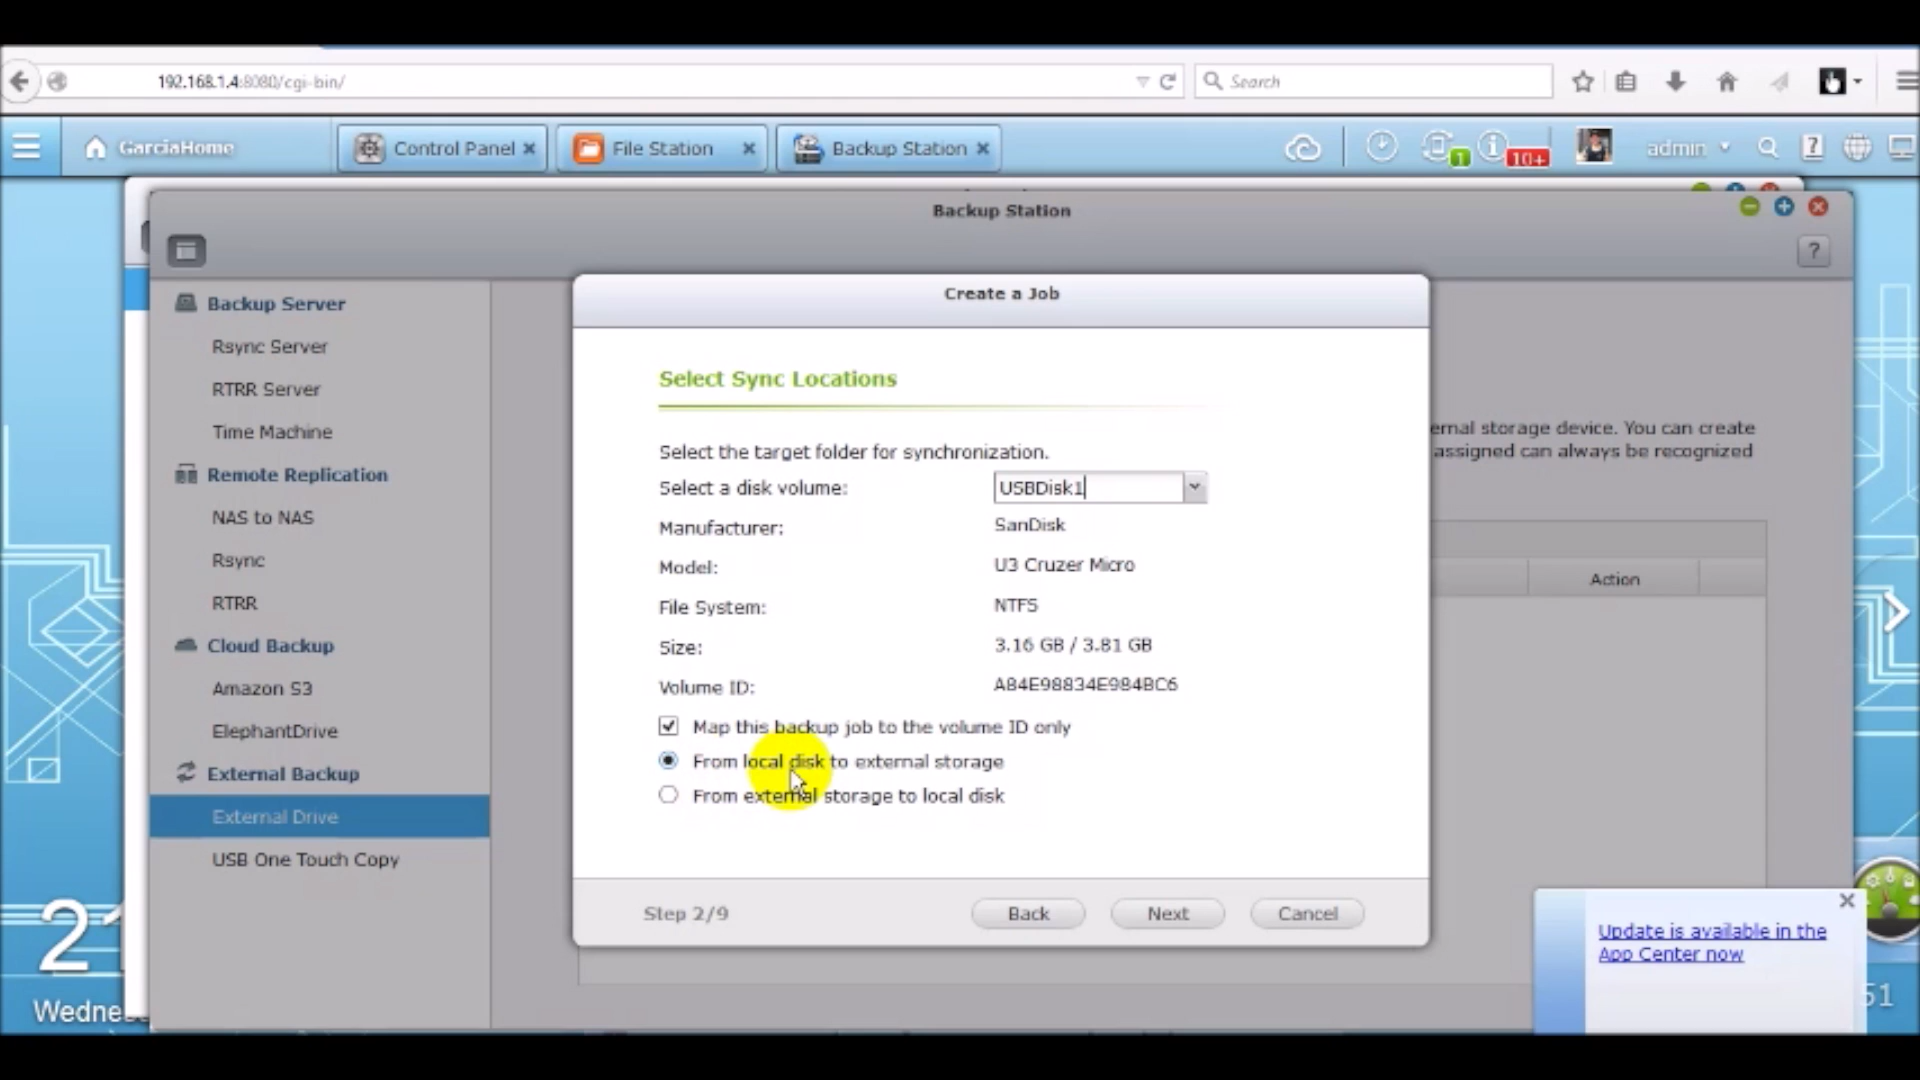 192.168.1.4:8080/cgi-bin/
Search
GarciaHome
Control Panel
File Station
Backup Station
1
10+
admin
?
Backup Station
?
Backup Server
Rsync Server
RTRR Server
Time Machine
Remote Replication
NAS to NAS
Rsync
RTRR
Cloud Backup
Amazon S3
ElephantDrive
External Backup
External Drive
USB One Touch Copy
Create a Job
Select Sync Locations
Select the target folder for synchronization.
Select a disk volume: USBDisk1
Manufacturer: SanDisk
Model: U3 Cruzer Micro
File System: NTFS
Size: 3.16 GB / 3.81 GB
Volume ID: A84E98834E984BC6
Map this backup job to the volume ID only
From local disk to external storage
From external storage to local disk
Step 2/9
Back
Next
Cancel
ernal storage device. You can create
assigned can always be recognized
Action
Update is available in the
App Center now
21
Wedne
51